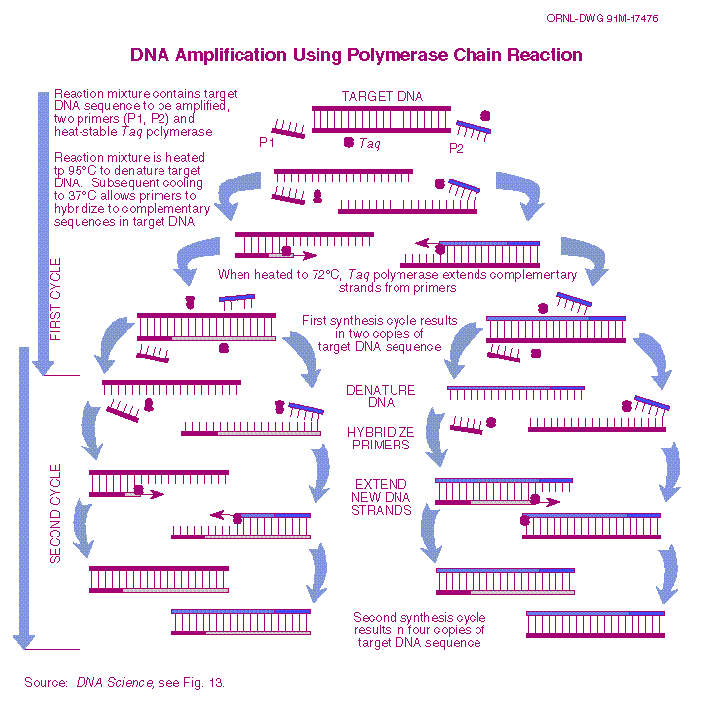 ORNL-DWG 91M-17476
DNA Amplification Using Polymerase Chain Reaction
Reaction mixture contains target
DNA sequence to be amplified,
two primers (P1, P2) and
heat-stable Taq polymerase
TARGET DNA
P1
Taq
P2
Reaction mixture is heated
tp 95°C to denature target
DNA. Subsequent cooling
to 37°C allows primers to
hybridize to complementary
sequences in target DNA
When heated to 72°C, Taq polymerase extends complementary
strands from primers
FIRST CYCLE
First synthesis cycle results
in two copies of
target DNA sequence
DENATURE
DNA
HYBRIDIZE
PRIMERS
SECOND CYCLE
EXTEND
NEW DNA
STRANDS
Second synthesis cycle
results in four copies of
target DNA sequence
Source: DNA Science, see Fig. 13.